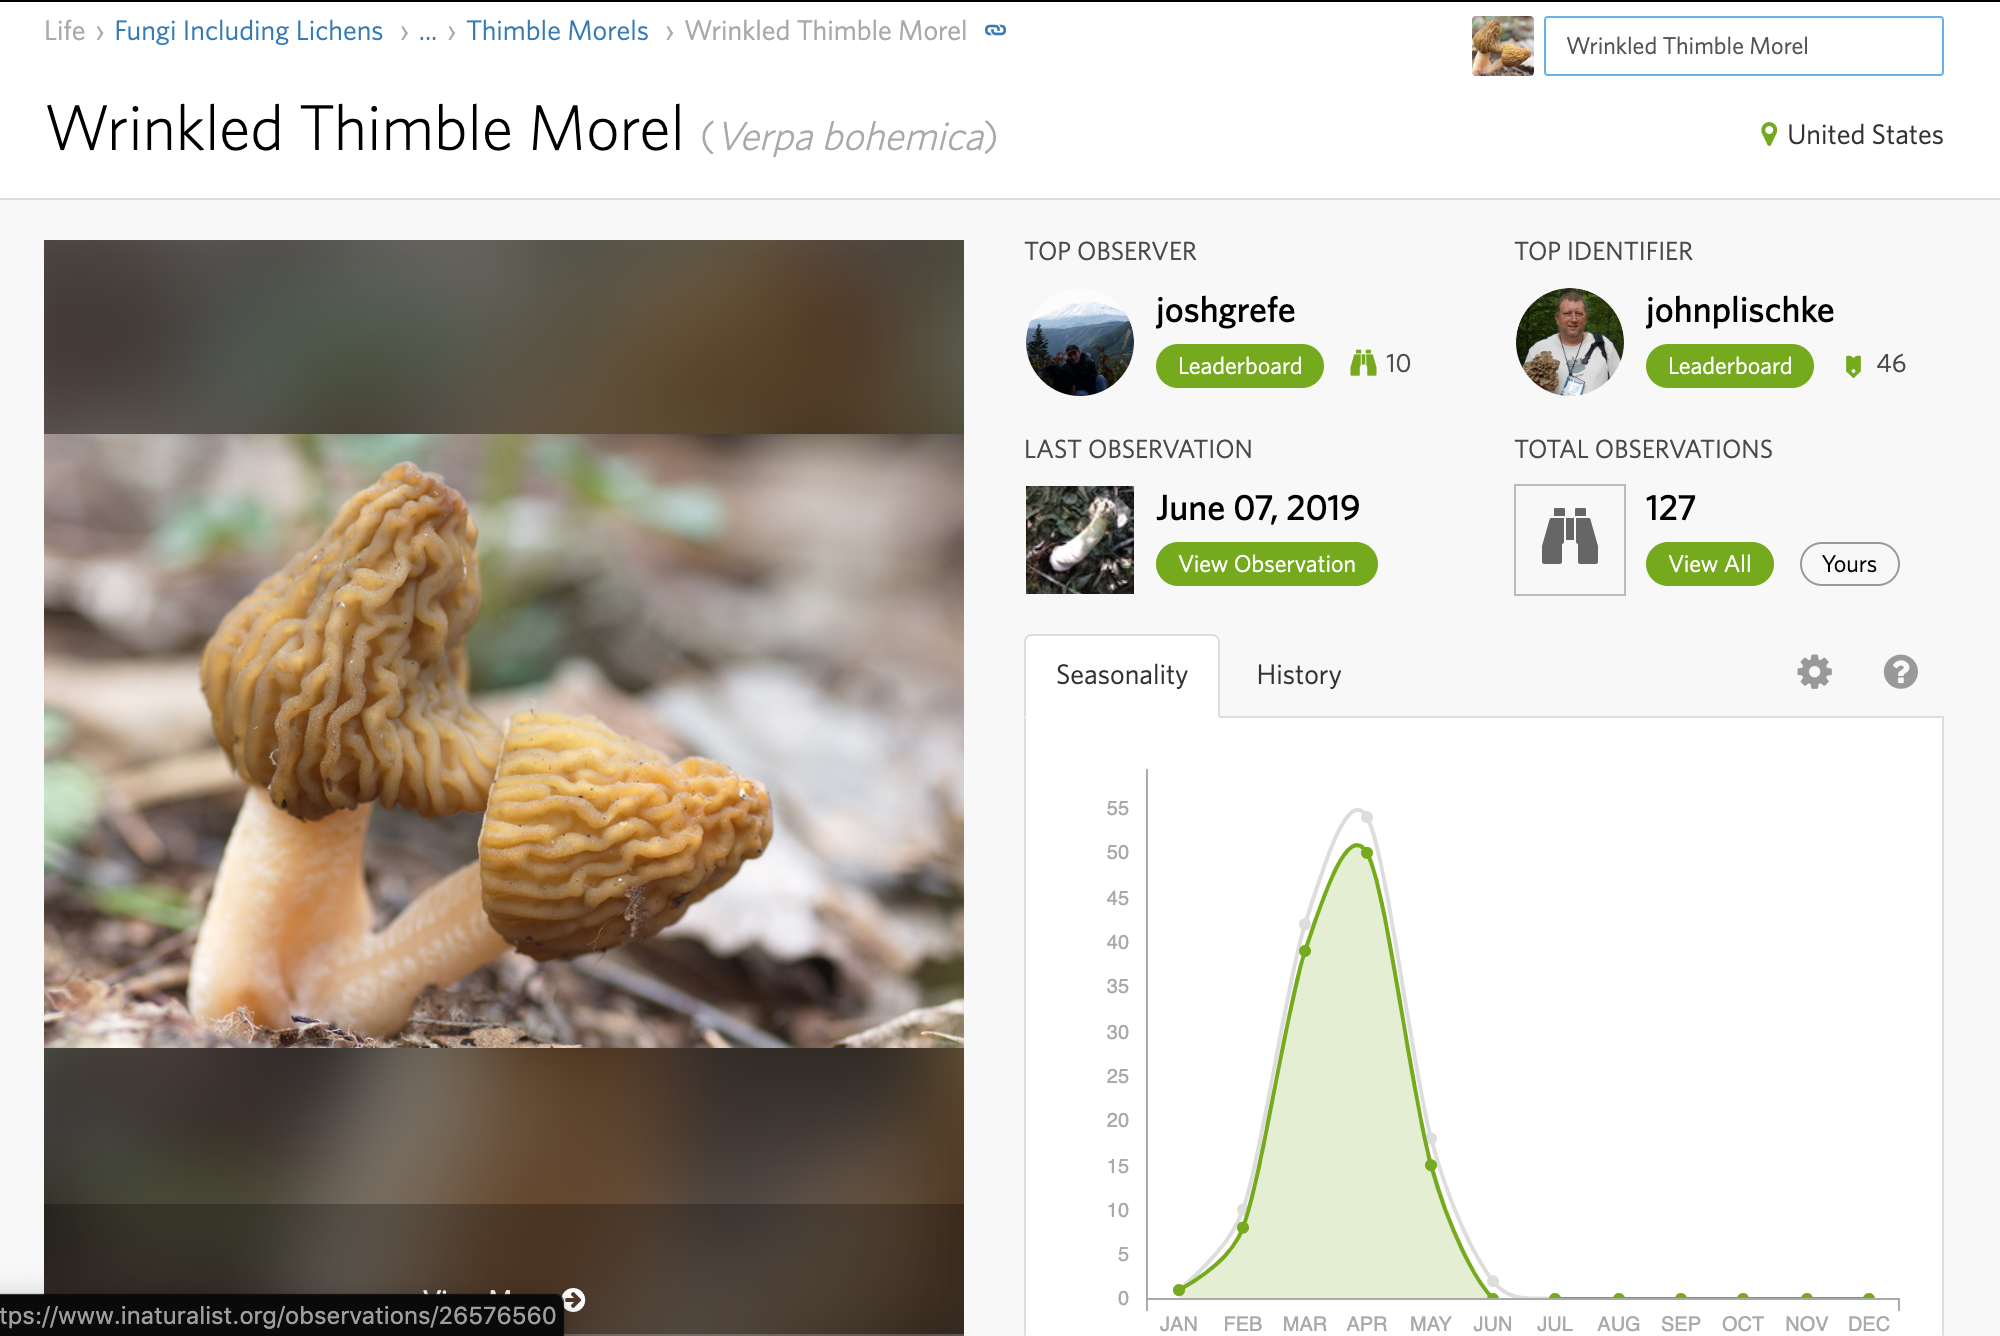 Life › Fungi Including Lichens › ... › Thimble Morels › Wrinkled Thimble Morel
Wrinkled Thimble Morel
Wrinkled Thimble Morel (Verpa bohemica)
United States
TOP OBSERVER
joshgrefe
Leaderboard
10
TOP IDENTIFIER
johnplischke
Leaderboard
46
LAST OBSERVATION
June 07, 2019
View Observation
TOTAL OBSERVATIONS
127
View All
Yours
Seasonality
History
55
50
45
40
35
30
25
20
15
10
5
0
JAN FEB MAR APR MAY JUN JUL AUG SEP OCT NOV DEC
View
tps://www.inaturalist.org/observations/26576560